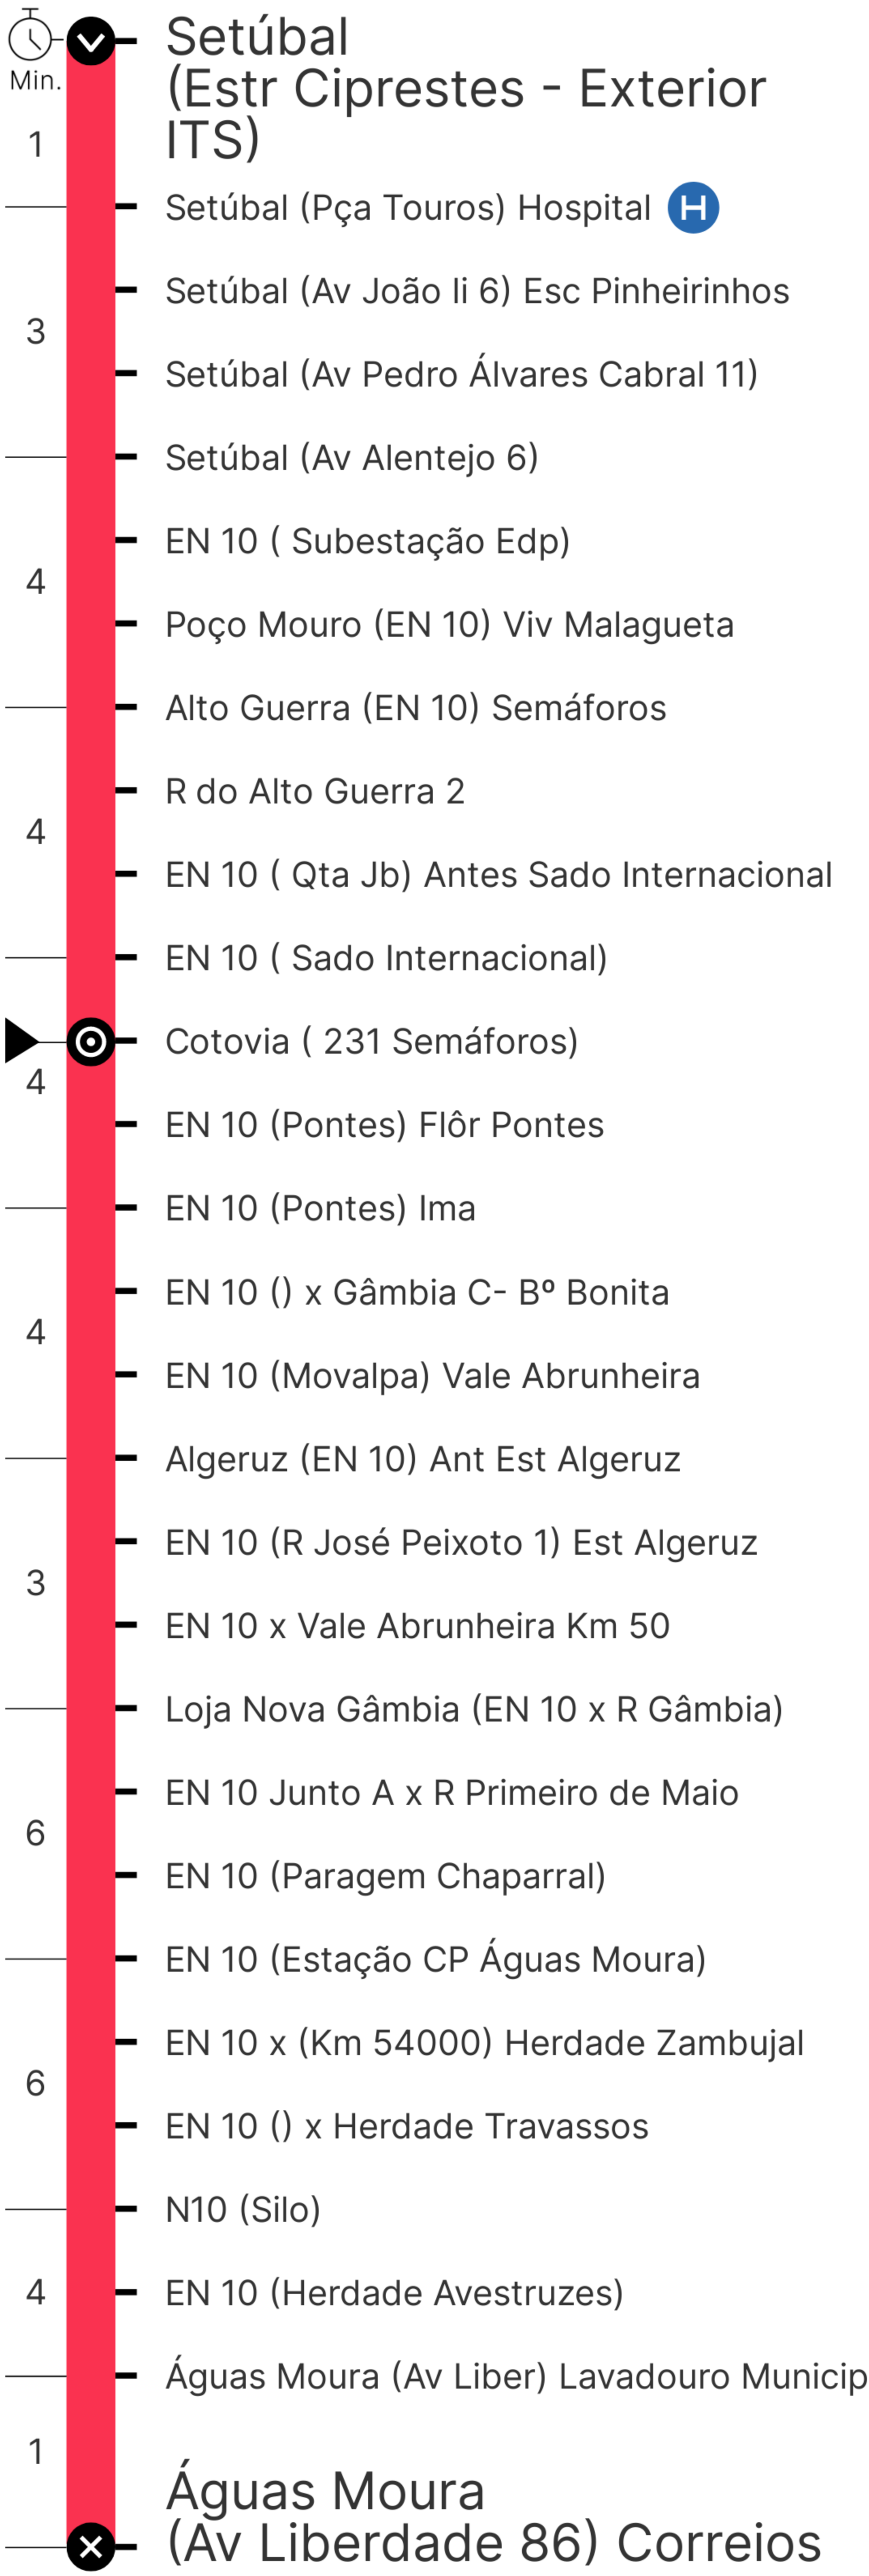 Setúbal
(Estr Ciprestes - Exterior
ITS)
Min.
1
Setúbal (Pça Touros) Hospital H
Setúbal (Av João Ii 6) Esc Pinheirinhos
3
Setúbal (Av Pedro Álvares Cabral 11)
Setúbal (Av Alentejo 6)
EN 10 ( Subestação Edp)
4
Poço Mouro (EN 10) Viv Malagueta
Alto Guerra (EN 10) Semáforos
R do Alto Guerra 2
4
EN 10 ( Qta Jb) Antes Sado Internacional
EN 10 ( Sado Internacional)
Cotovia ( 231 Semáforos)
4
EN 10 (Pontes) Flôr Pontes
EN 10 (Pontes) Ima
EN 10 () x Gâmbia C- Bº Bonita
4
EN 10 (Movalpa) Vale Abrunheira
Algeruz (EN 10) Ant Est Algeruz
EN 10 (R José Peixoto 1) Est Algeruz
3
EN 10 x Vale Abrunheira Km 50
Loja Nova Gâmbia (EN 10 x R Gâmbia)
EN 10 Junto A x R Primeiro de Maio
6
EN 10 (Paragem Chaparral)
EN 10 (Estação CP Águas Moura)
EN 10 x (Km 54000) Herdade Zambujal
6
EN 10 () x Herdade Travassos
N10 (Silo)
4
EN 10 (Herdade Avestruzes)
Águas Moura (Av Liber) Lavadouro Municip
1
Águas Moura
(Av Liberdade 86) Correios